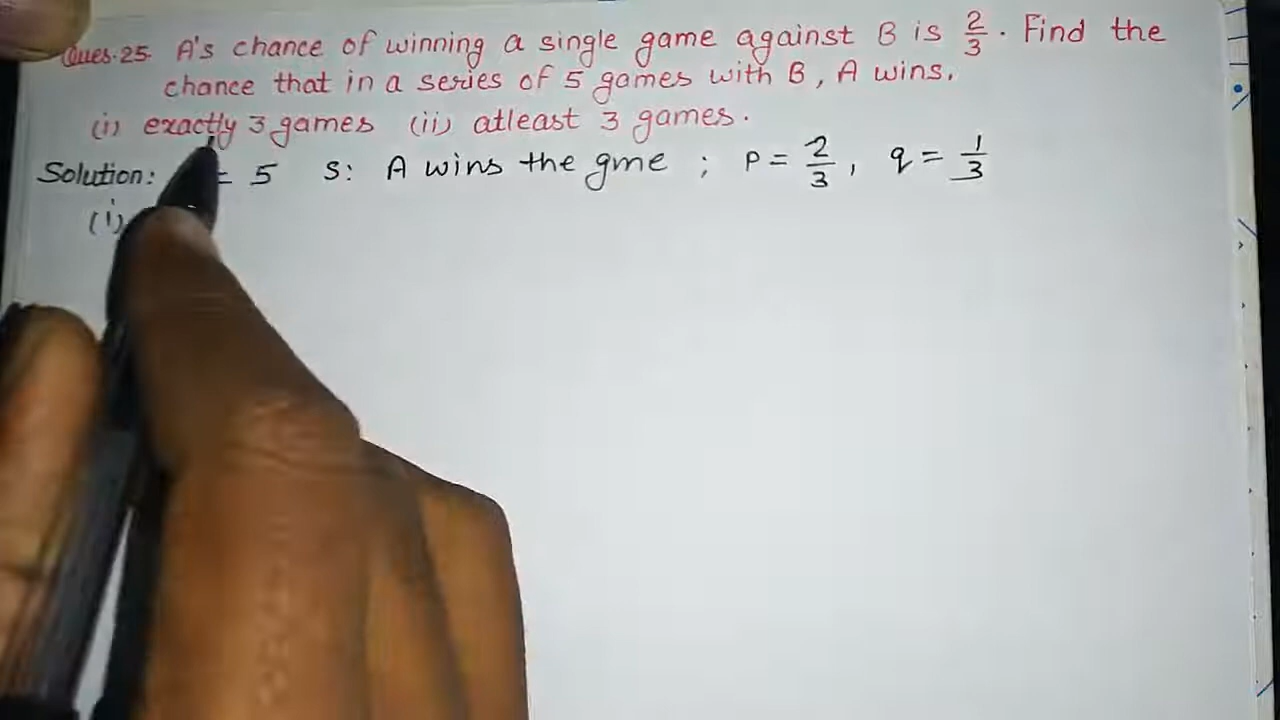 Ques.25. A's chance of winning a single game against B is 2/3. Find the
chance that in a series of 5 games with B, A wins.
(i) exactly 3 games (ii) atleast 3 games.
Solution: = 5 S: A wins the gme ; P = 2/3, q = 1/3
(i)